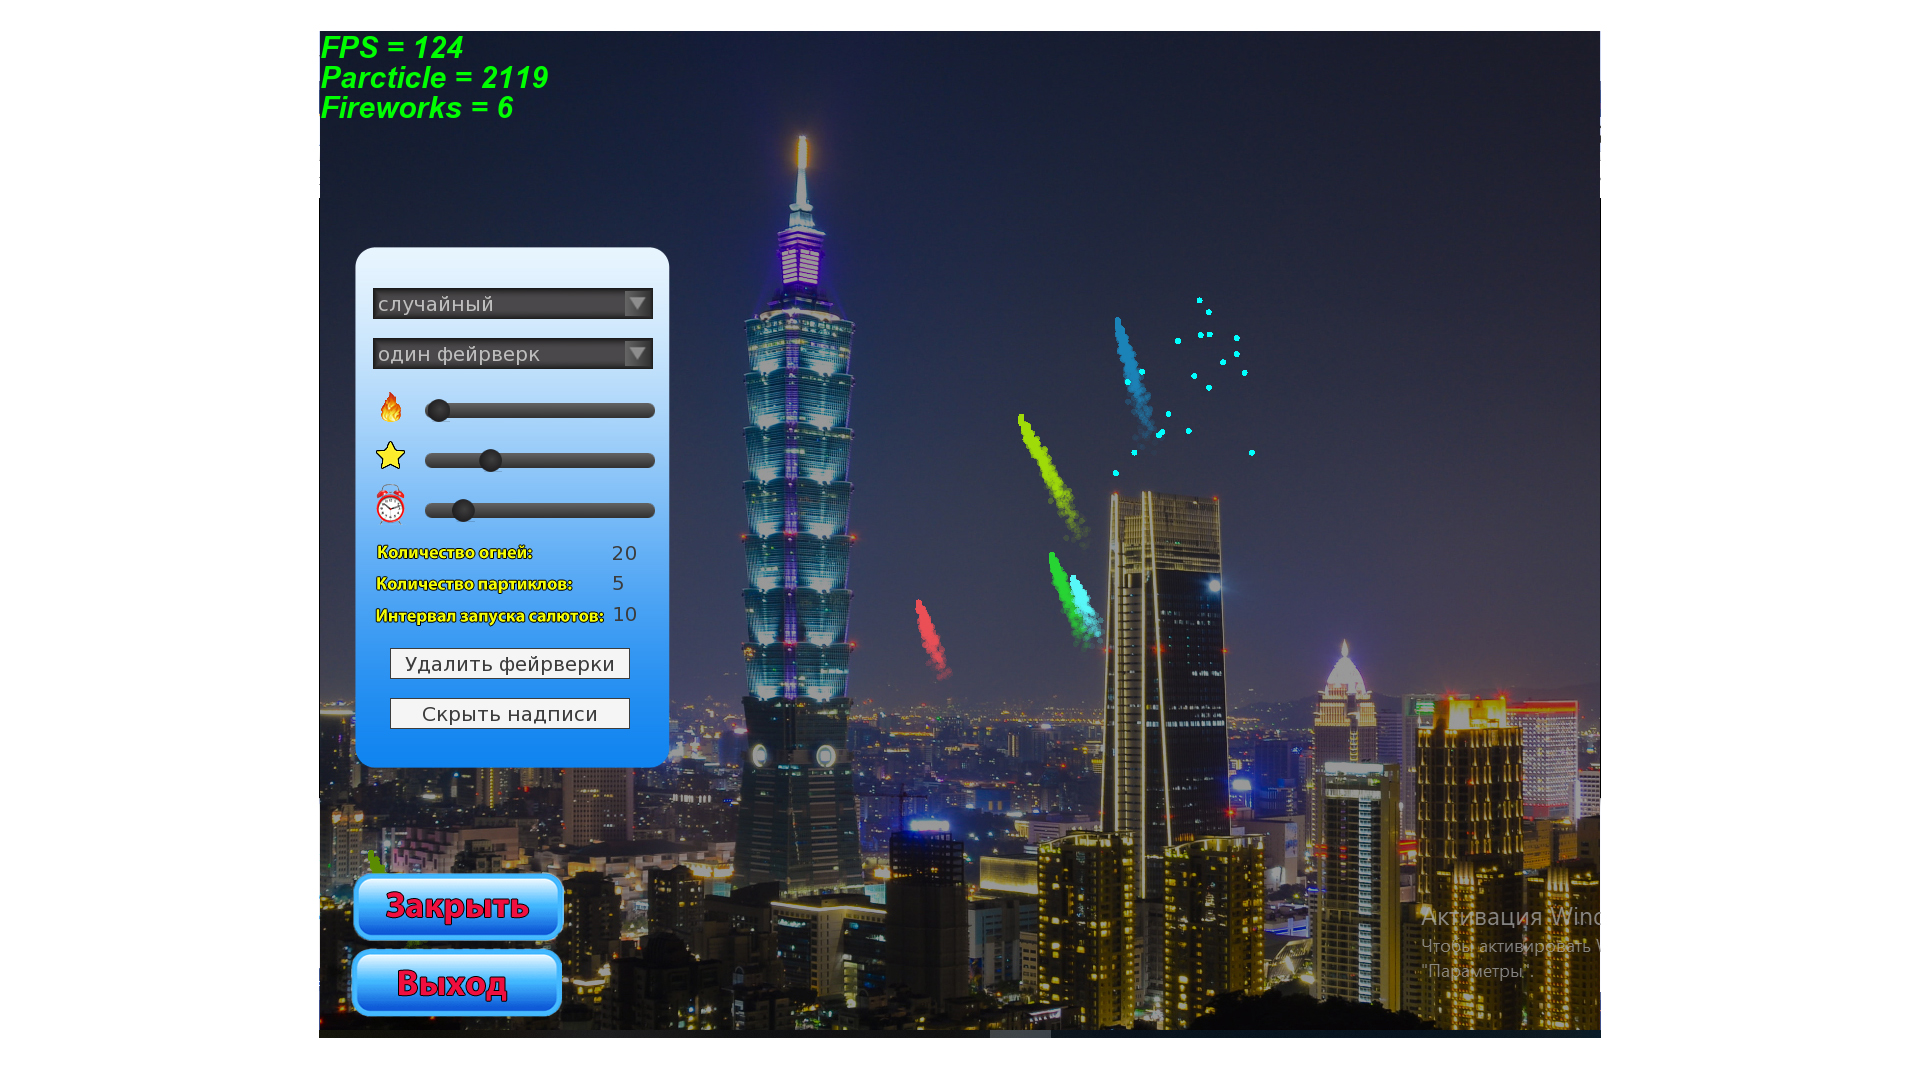 FPS = 124
Parcticle = 2119
Fireworks = 6
случайный
один фейрверк
Количество огней: 20
Количество партиклов: 5
Интервал запуска салютов: 10
Удалить фейрверки
Скрыть надписи
Закрыть
Выход
Активация Wind
Чтобы активировать
"Параметры".